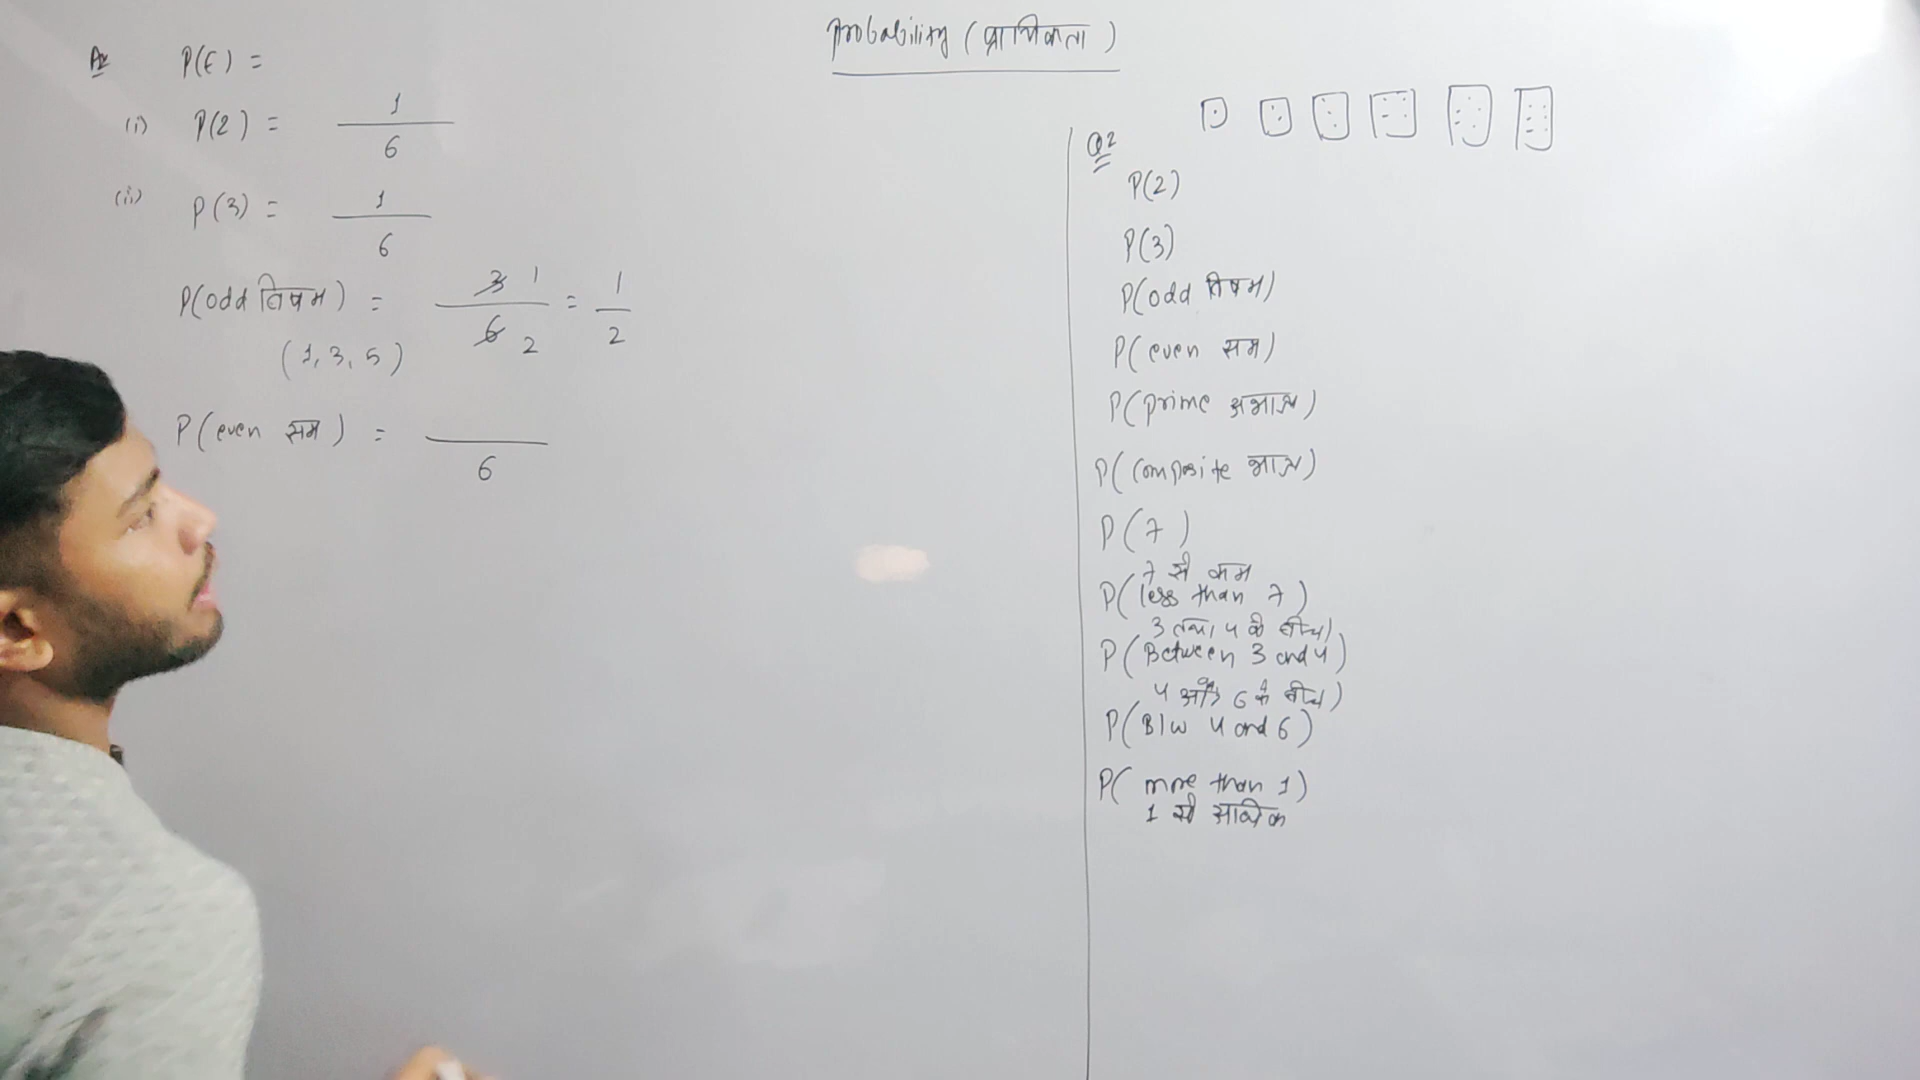 Probability (प्रायिकता)
P(E) =
(i) P(2) = 1/6
(ii) P(3) = 1/6
P(odd विषम) = 3 1 / 6 2 = 1/2
(1, 3, 5)
P(even सम) = /6
Q2
P(2)
P(3)
P(odd विषम)
P(even सम)
P(prime अभाज्य)
P(Composite भाज्य)
P(7)
7 से कम
P(less than 7)
3 तथा 4 के बीच)
P(Between 3 and 4)
4 और 6 के बीच)
P(B/w 4 and 6)
P(more than 1)
1 से अधिक